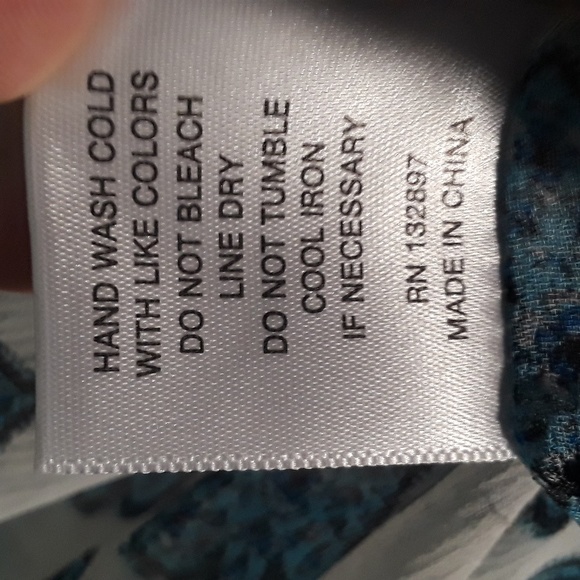 HAND WASH COLD
WITH LIKE COLORS
DO NOT BLEACH
LINE DRY
DO NOT TUMBLE
COOL IRON
IF NECESSARY
RN 132897
MADE IN CHINA